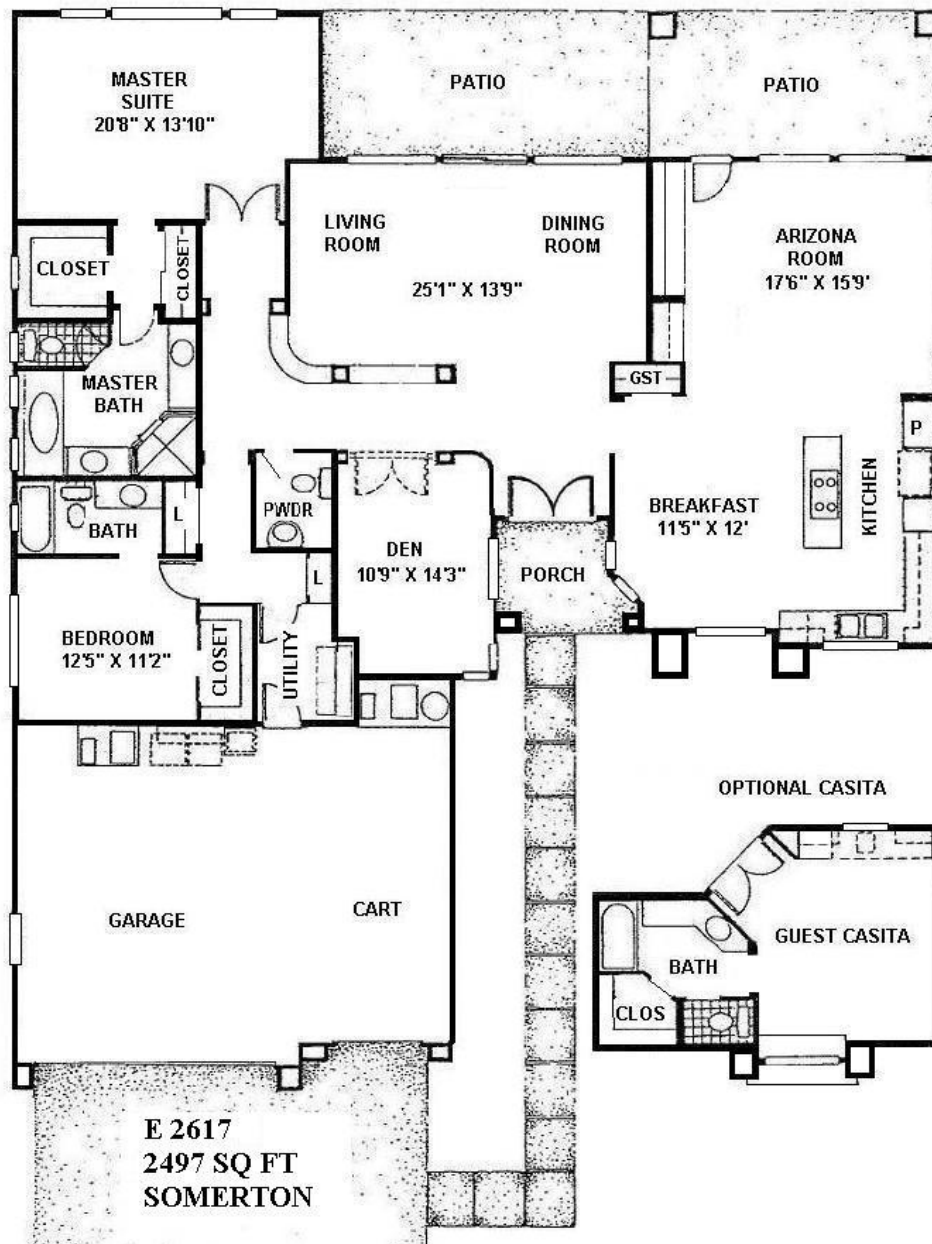 MASTER
SUITE
20'8" X 13'10"
PATIO
PATIO
LIVING
ROOM
DINING
ROOM
25'1" X 13'9"
ARIZONA
ROOM
17'6" X 15'9'
CLOSET
CLOSET
MASTER
BATH
GST
P
KITCHEN
BREAKFAST
11'5" X 12'
BATH
L
PWDR
DEN
10'9" X 14'3"
PORCH
L
BEDROOM
12'5" X 11'2"
CLOSET
UTILITY
OPTIONAL CASITA
GARAGE
CART
GUEST CASITA
BATH
CLOS
E 2617
2497 SQ FT
SOMERTON